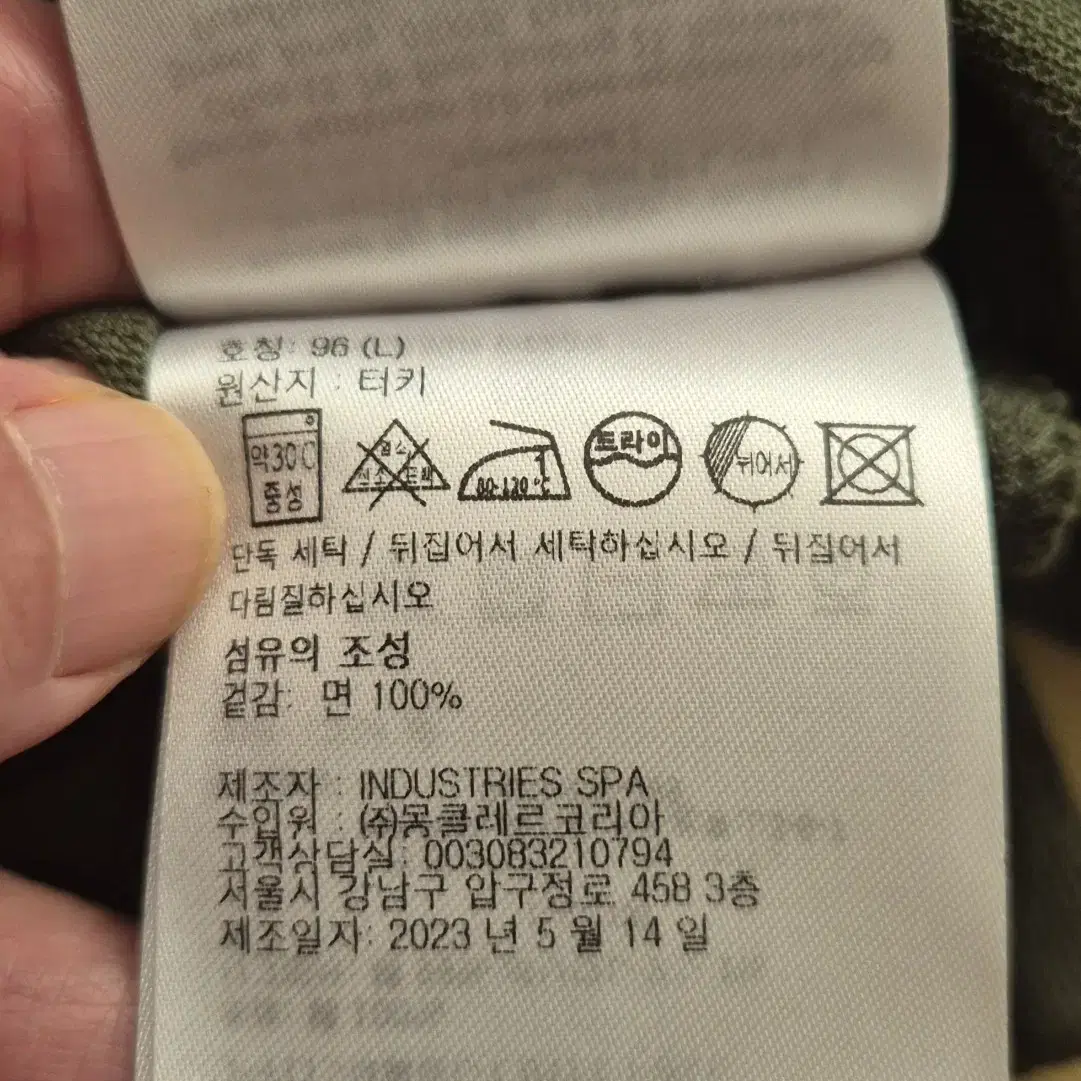 호칭: 96 (L)
원산지 : 터키
약30℃
중성
80-120 ℃
드라이
뉘어서
단독 세탁 / 뒤집어서 세탁하십시오 / 뒤집어서
다림질하십시오
섬유의 조성
겉감: 면 100%
제조자 : INDUSTRIES SPA
수입원 : ㈜몽클레르코리아
고객상담실: 003083210794
서울시 강남구 압구정로 458 3층
제조일자: 2023 년 5 월 14 일